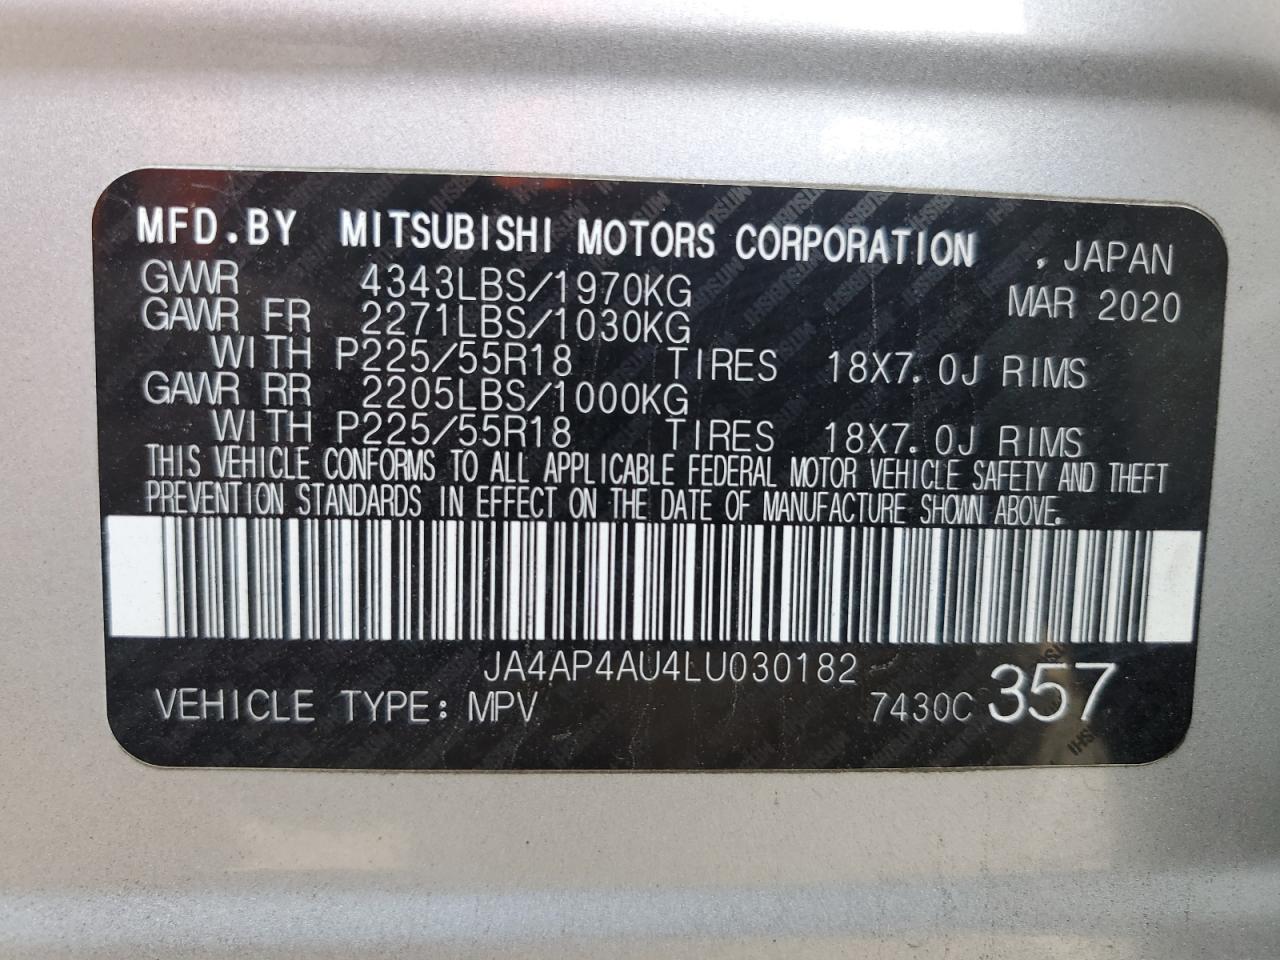 MFD.BY MITSUBISHI MOTORS CORPORATION , JAPAN
GWWR 4343LBS/1970KG MAR 2020
GAWR FR 2271LBS/1030KG
WITH P225/55R18 TIRES 18X7.0J RIMS
GAWR RR 2205LBS/1000KG
WITH P225/55R18 TIRES 18X7.0J RIMS
THIS VEHICLE CONFORMS TO ALL APPLICABLE FEDERAL MOTOR VEHICLE SAFETY AND THEFT
PREVENTION STANDARDS IN EFFECT ON THE DATE OF MANUFACTURE SHOWN ABOVE.
JA4AP4AU4LU030182
VEHICLE TYPE: MPV 7430C 357